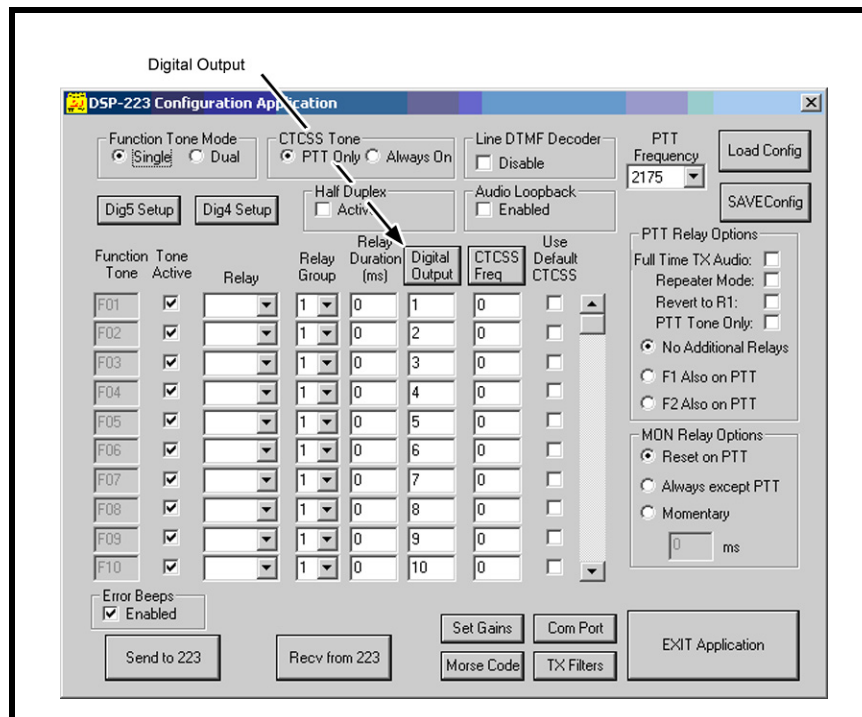 Digital Output
DSP-223 Configuration Application
Function Tone Mode
Single Dual
CTCSS Tone
PTT Only Always On
Line DTMF Decoder
Disable
PTT
Frequency
2175
Load Config
SAVEConfig
Dig5 Setup
Dig4 Setup
Half Duplex
Active
Audio Loopback
Enabled
Function Tone
Tone Active
Relay
Relay Group
Relay Duration (ms)
Digital Output
CTCSS Freq
Use Default CTCSS
F01 1 0 1 0
F02 1 0 2 0
F03 1 0 3 0
F04 1 0 4 0
F05 1 0 5 0
F06 1 0 6 0
F07 1 0 7 0
F08 1 0 8 0
F09 1 0 9 0
F10 1 0 10 0
PTT Relay Options
Full Time TX Audio:
Repeater Mode:
Revert to R1:
PTT Tone Only:
No Additional Relays
F1 Also on PTT
F2 Also on PTT
MON Relay Options
Reset on PTT
Always except PTT
Momentary
0 ms
Error Beeps
Enabled
Send to 223
Recv from 223
Set Gains
Com Port
Morse Code
TX Filters
EXIT Application